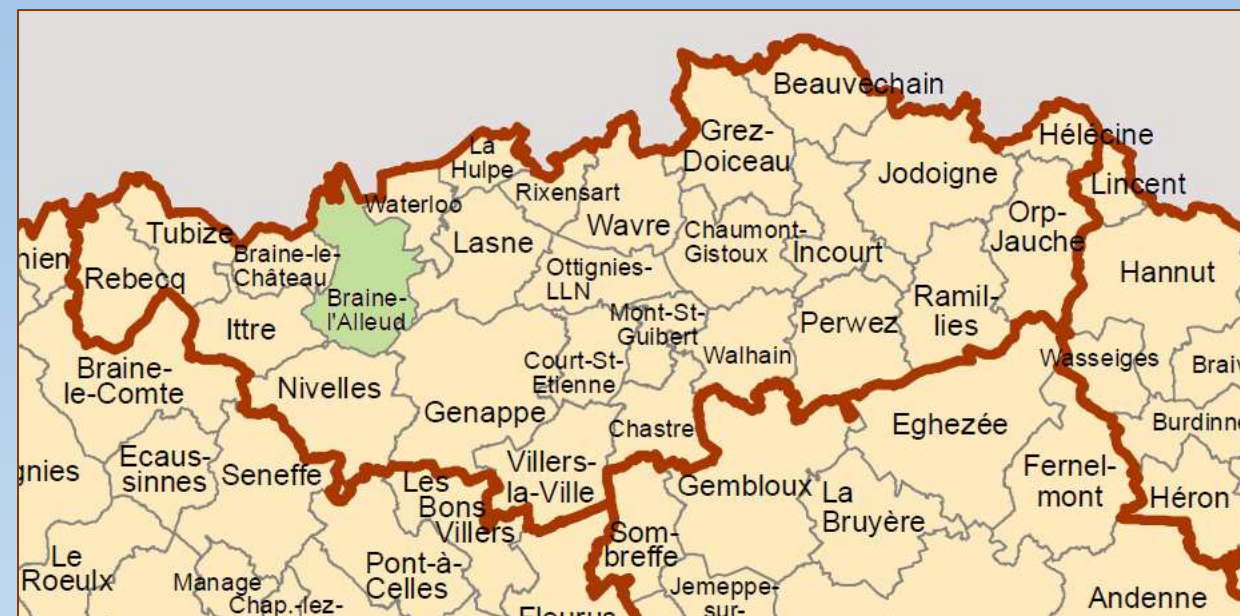 Beauvechain
Grez-
Doiceau
Hélécine
La
Hulpe
Jodoigne
Lincent
Rixensart
Waterloo
Wavre
Orp-
Jauche
Tubize
Lasne
Chaumont-
Gistoux
Incourt
Braine-le-
Château
Rebecq
Ottignies-
LLN
Hannut
Braine-
l'Alleud
Ramil-
lies
Mont-St-
Guibert
Ittre
Perwez
Walhain
Wasseiges
Court-St-
Etienne
Braine-
le-Comte
Nivelles
Genappe
Chastre
Eghezée
Ecaus-
sinnes
Seneffe
Villers-
la-Ville
Fernel-
mont
Les
Bons
Villers
Gembloux
La
Bruyère
Héron
Som-
breffe
Le
Roeulx
Manage
Chap.-lez-
Pont-à-
Celles
Jemeppe-
sur-
Andenne